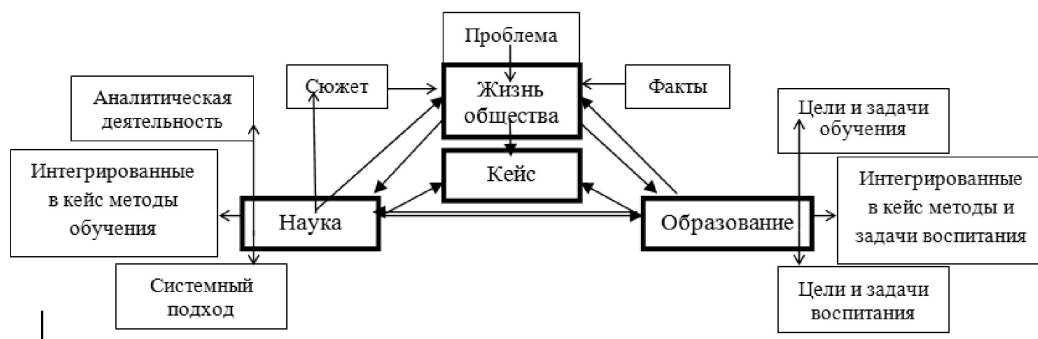 Проблема
Сюжет
Жизнь
общества
Факты
Аналитическая
деятельность
Цели и задачи
обучения
Интегрированные
в кейс методы
обучения
Кейс
Интегрированные
в кейс методы и
задачи воспитания
Наука
Образование
Системный
подход
Цели и задачи
воспитания